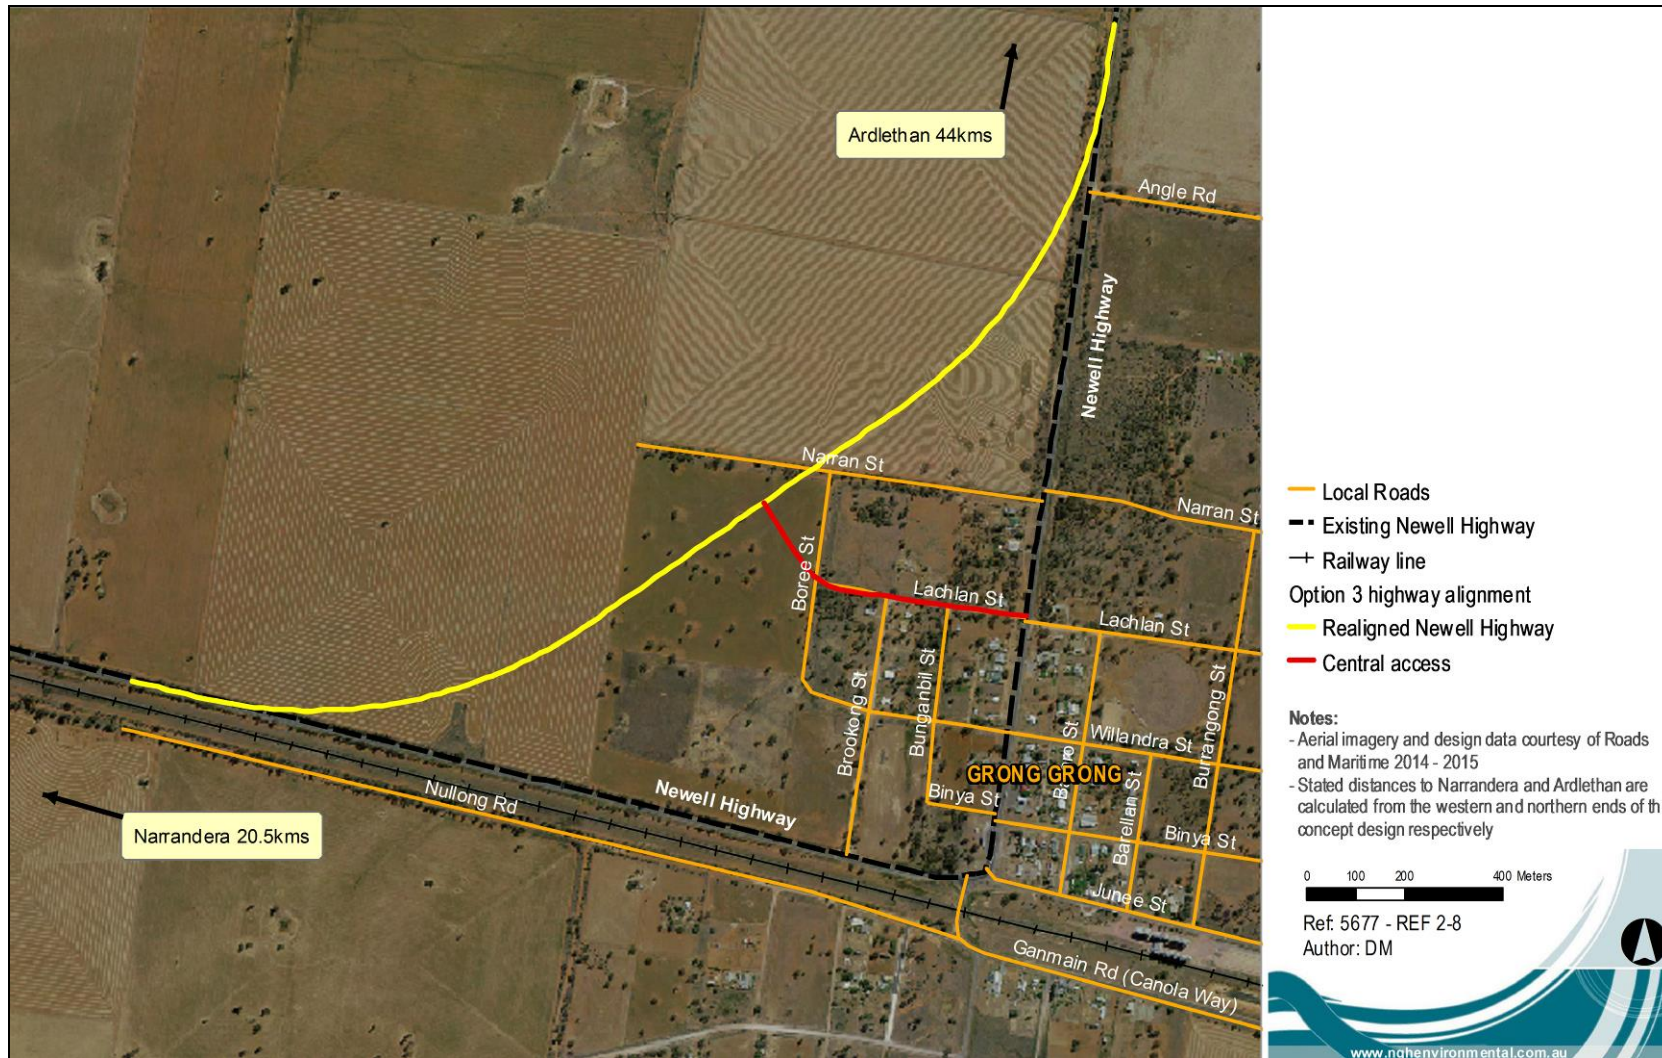 Ardlethan 44kms
Angle Rd
Newell Highway
Narran St
Narran St
Boree St
Lachlan St
Lachlan St
Brookong St
Bunganbil St
Burrangong St
Willandra St
GRONG GRONG
Binya St
Barellan St
Binya St
Newell Highway
Nullong Rd
Narrandera 20.5kms
Junee St
Ganmain Rd (Canola Way)
Local Roads
Existing Newell Highway
Railway line
Option 3 highway alignment
Realigned Newell Highway
Central access
Notes:
- Aerial imagery and design data courtesy of Roads
and Maritime 2014 - 2015
- Stated distances to Narrandera and Ardlethan are
calculated from the western and northern ends of th
concept design respectively
0 100 200 400 Meters
Ref: 5677 - REF 2-8
Author: DM
www.nghenvironmental.com.au